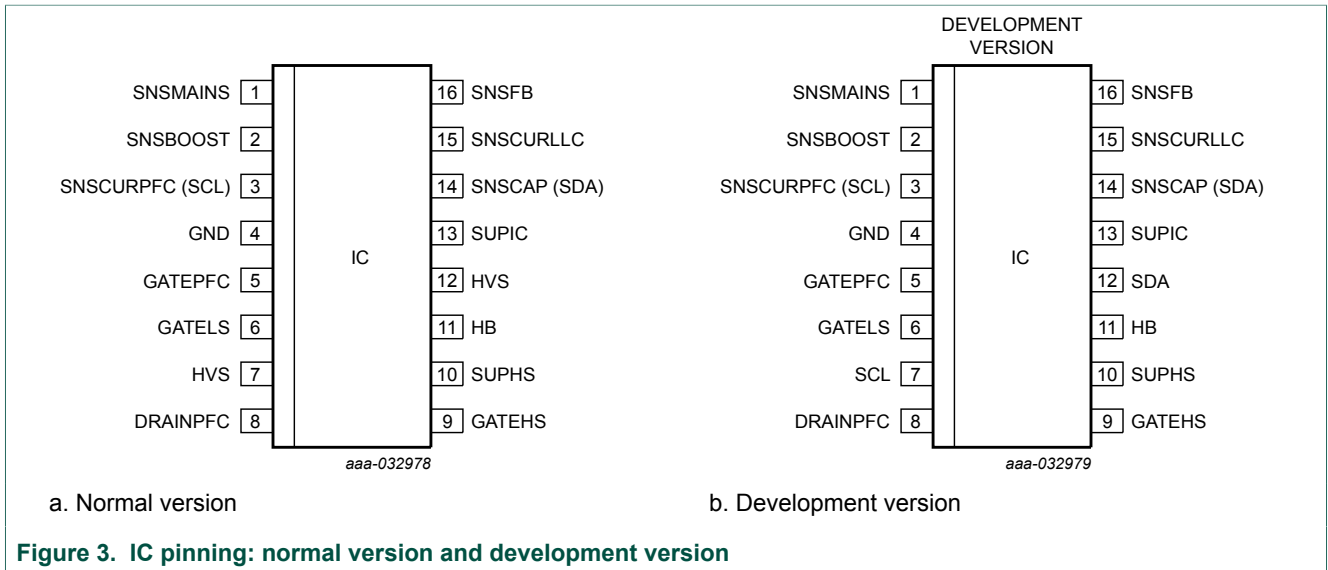 SNSMAINS 1
SNSBOOST 2
SNSCURPFC (SCL) 3
GND 4
GATEPFC 5
GATELS 6
HVS 7
DRAINPFC 8
IC
16 SNSFB
15 SNSCURLLC
14 SNSCAP (SDA)
13 SUPIC
12 HVS
11 HB
10 SUPHS
9 GATEHS
aaa-032978
a. Normal version
DEVELOPMENT
VERSION
SNSMAINS 1
SNSBOOST 2
SNSCURPFC (SCL) 3
GND 4
GATEPFC 5
GATELS 6
SCL 7
DRAINPFC 8
IC
16 SNSFB
15 SNSCURLLC
14 SNSCAP (SDA)
13 SUPIC
12 SDA
11 HB
10 SUPHS
9 GATEHS
aaa-032979
b. Development version
Figure 3. IC pinning: normal version and development version